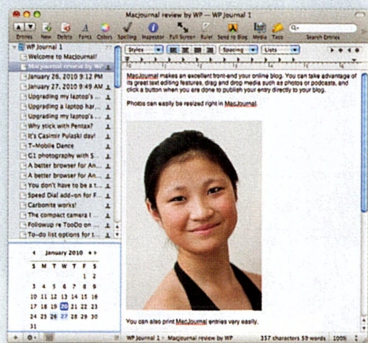 MacJournal review by WP — WP Journal 1
Entries New Delete Fonts Colors Spelling Inspector Full Screen Ruler Send to Blog Media Tags Search Entries
WP Journal 1
Welcome to MacJournal!
MacJournal review by WP
January 26, 2010 9:12 PM
January 27, 2010 9:49 AM
Upgrading my laptop's ...
Upgrading a laptop har...
Upgrading my laptop's ...
Why stick with Pentax?
It's Casimir Pulaski day!
T-Mobile Dance
G1 photography with S...
A better browser for An...
A better browser for An...
You don't have to be a t...
Speed Dial add-on for F...
Carbonite works!
The compact camera I ...
Followup re TooDo on ...
To-do list options for t...
January 2010
S M T W T F S
1 2
3 4 5 6 7 8 9
10 11 12 13 14 15 16
17 18 19 20 21 22 23
24 25 26 27 28 29 30
31
Styles Spacing Lists
MacJournal makes an excellent front-end your online blog. You can take advantage of
its great text editing features, drag and drop media such as photos or podcasts, and
click a button when you are done to publish your entry directly to your blog.
Photos can easily be resized right in MacJournal.
You can also print MacJournal entries very easily.
WP Journal 1 › MacJournal review by WP 357 characters 59 words 100%